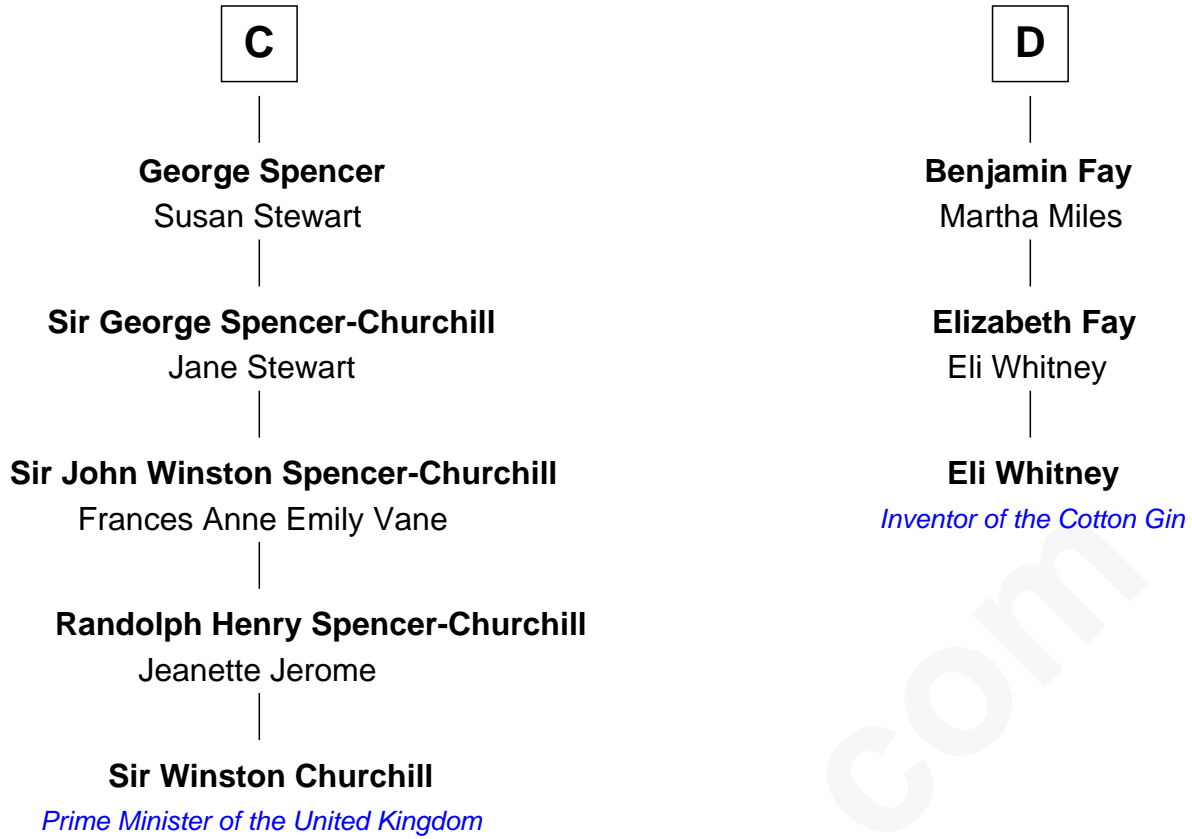 C
George Spencer
Susan Stewart
Sir George Spencer-Churchill
Jane Stewart
Sir John Winston Spencer-Churchill
Frances Anne Emily Vane
Randolph Henry Spencer-Churchill
Jeanette Jerome
Sir Winston Churchill
Prime Minister of the United Kingdom
D
Benjamin Fay
Martha Miles
Elizabeth Fay
Eli Whitney
Eli Whitney
Inventor of the Cotton Gin
com